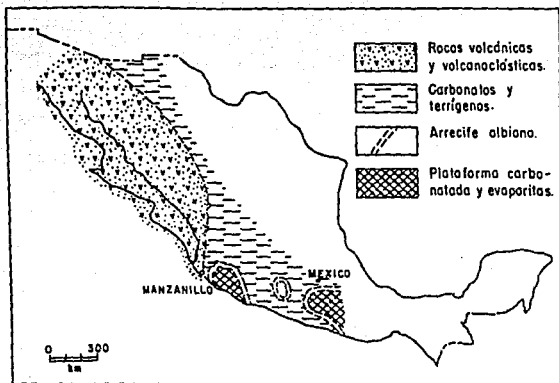 Rocas volcánicas
y volcanoclásticas.
Carbonatos y
terrígenos.
Arrecife albiano.
Plataforma carbo-
natada y evaporitas.
MEXICO
MANZANILLO
0 300
km